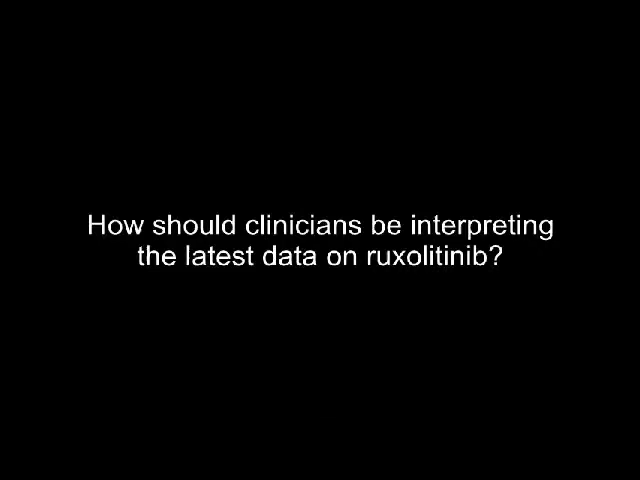 How should clinicians be interpreting
the latest data on ruxolitinib?